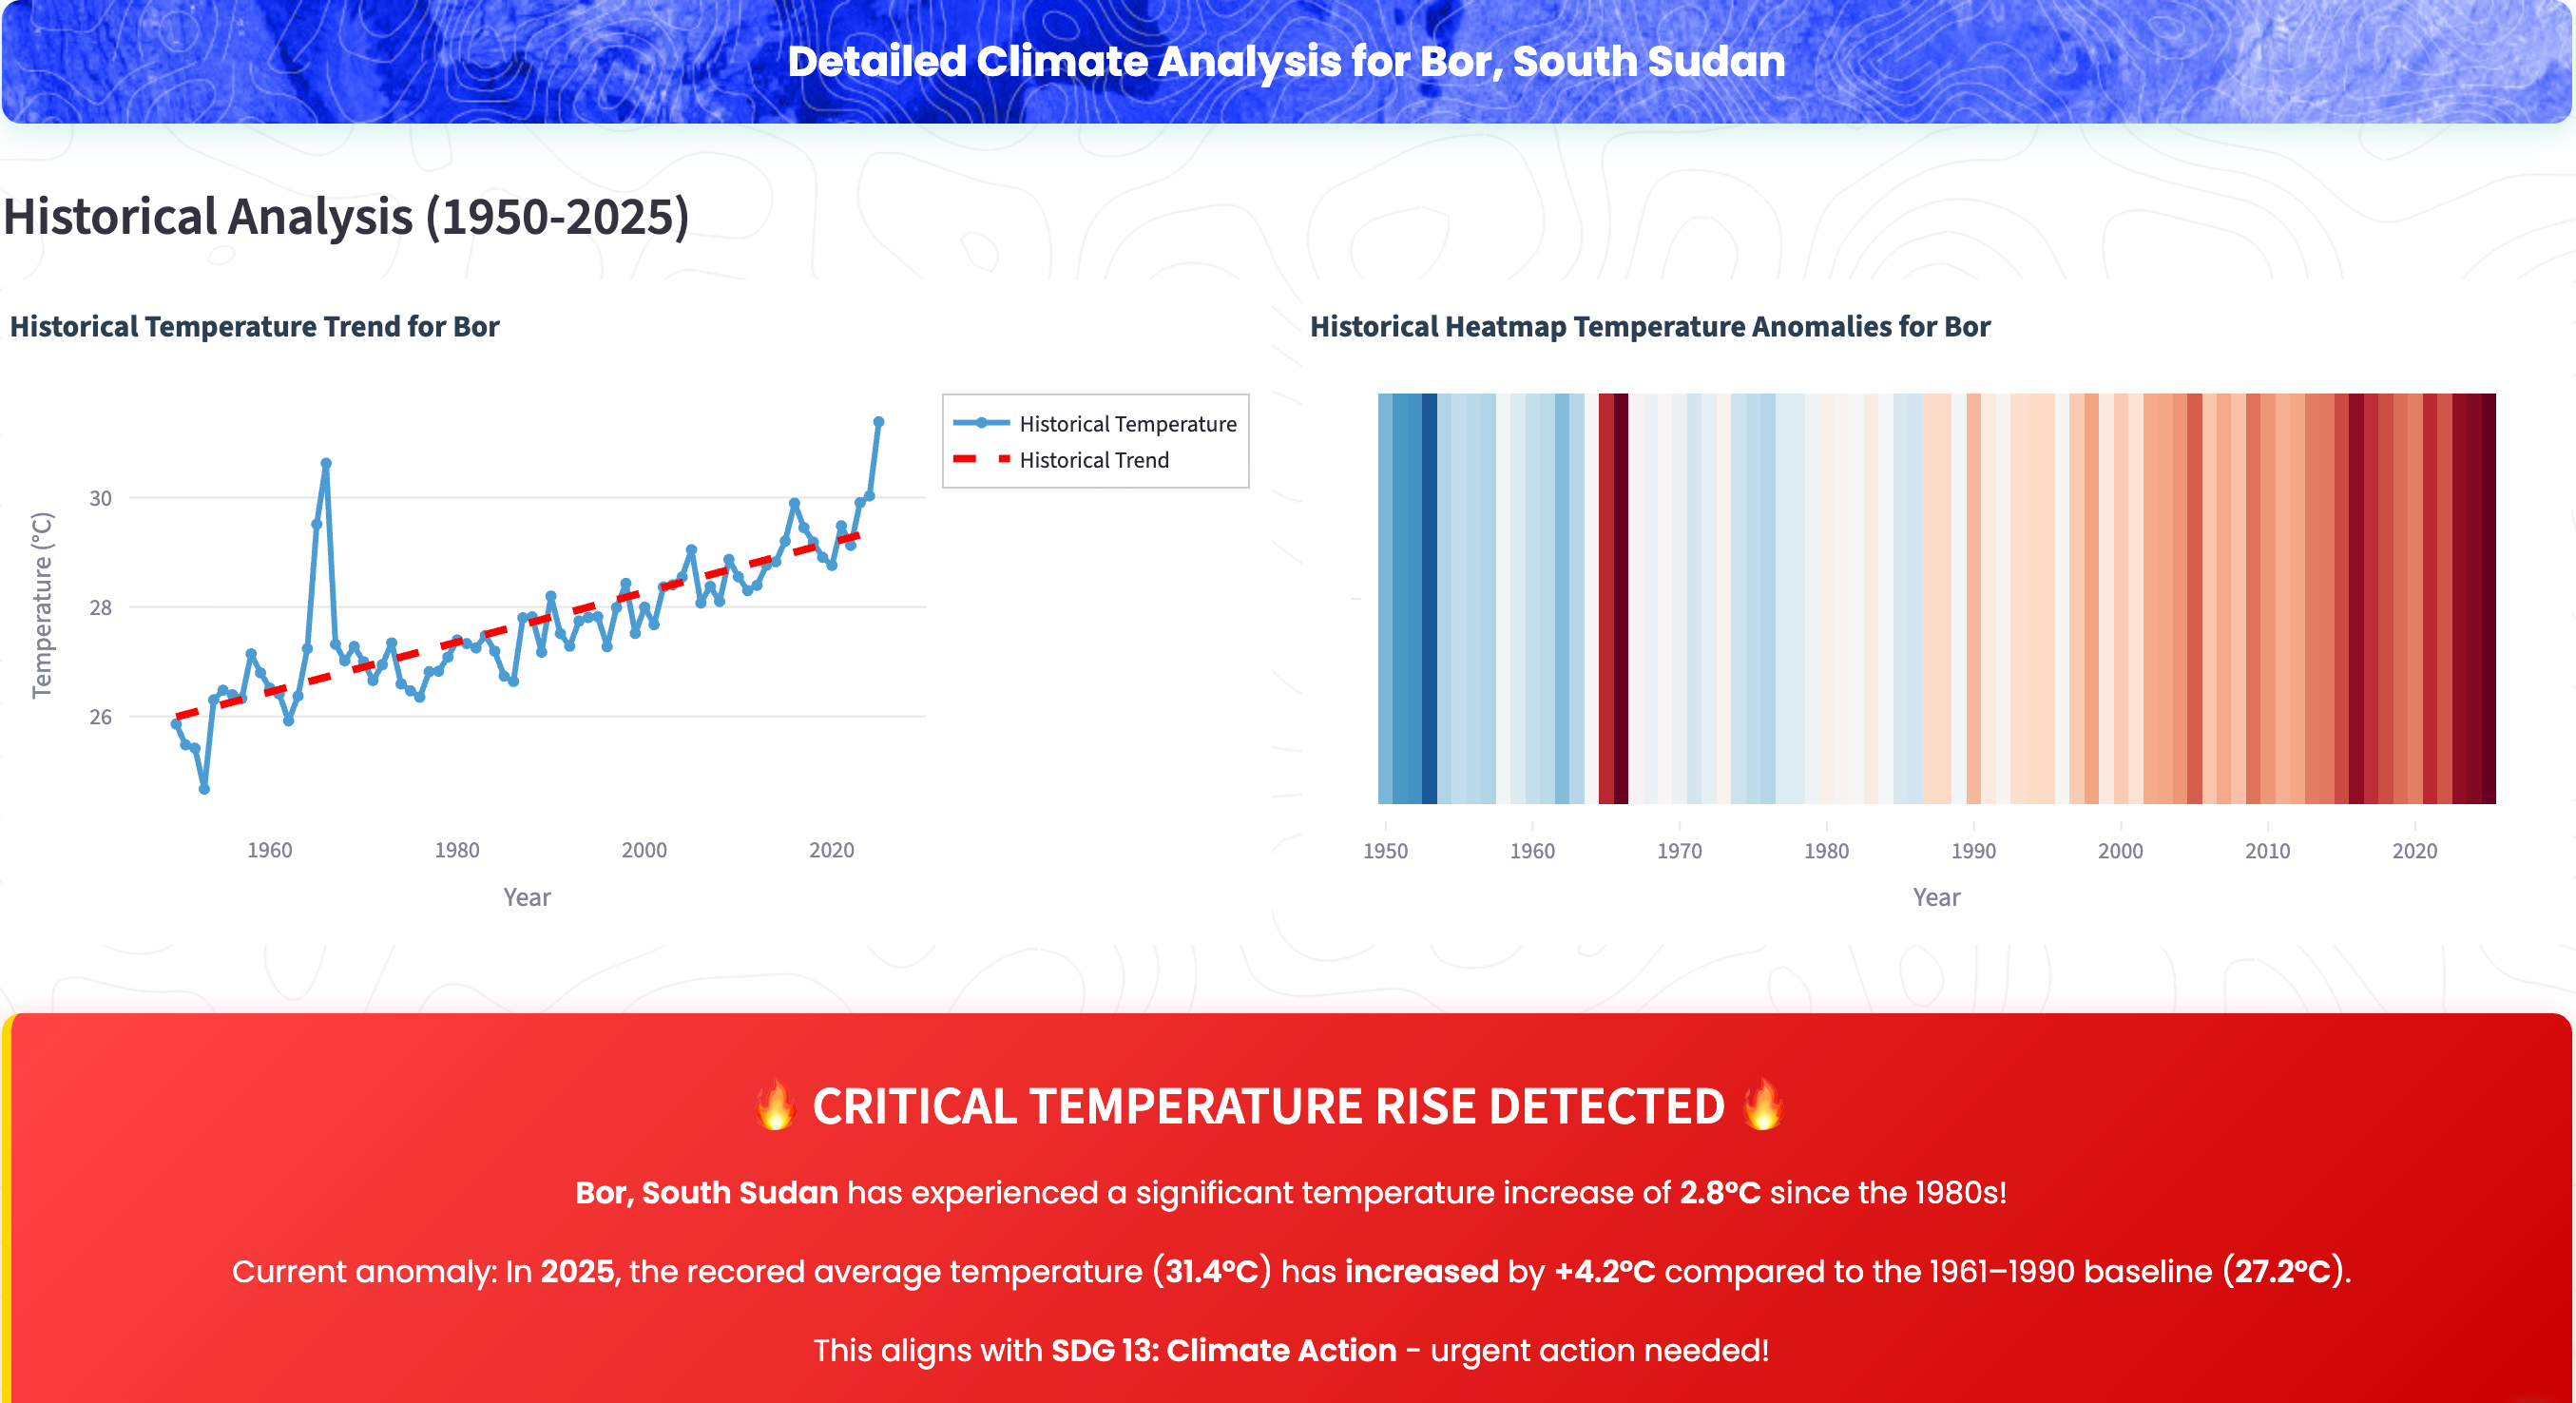 Detailed Climate Analysis for Bor, South Sudan
Historical Analysis (1950-2025)
Historical Temperature Trend for Bor
Historical Temperature
Historical Trend
Temperature (°C)
30
28
26
1960
1980
2000
2020
Year
Historical Heatmap Temperature Anomalies for Bor
1950
1960
1970
1980
1990
2000
2010
2020
Year
🔥 CRITICAL TEMPERATURE RISE DETECTED 🔥
Bor, South Sudan has experienced a significant temperature increase of 2.8°C since the 1980s!
Current anomaly: In 2025, the recored average temperature (31.4°C) has increased by +4.2°C compared to the 1961–1990 baseline (27.2°C).
This aligns with SDG 13: Climate Action - urgent action needed!